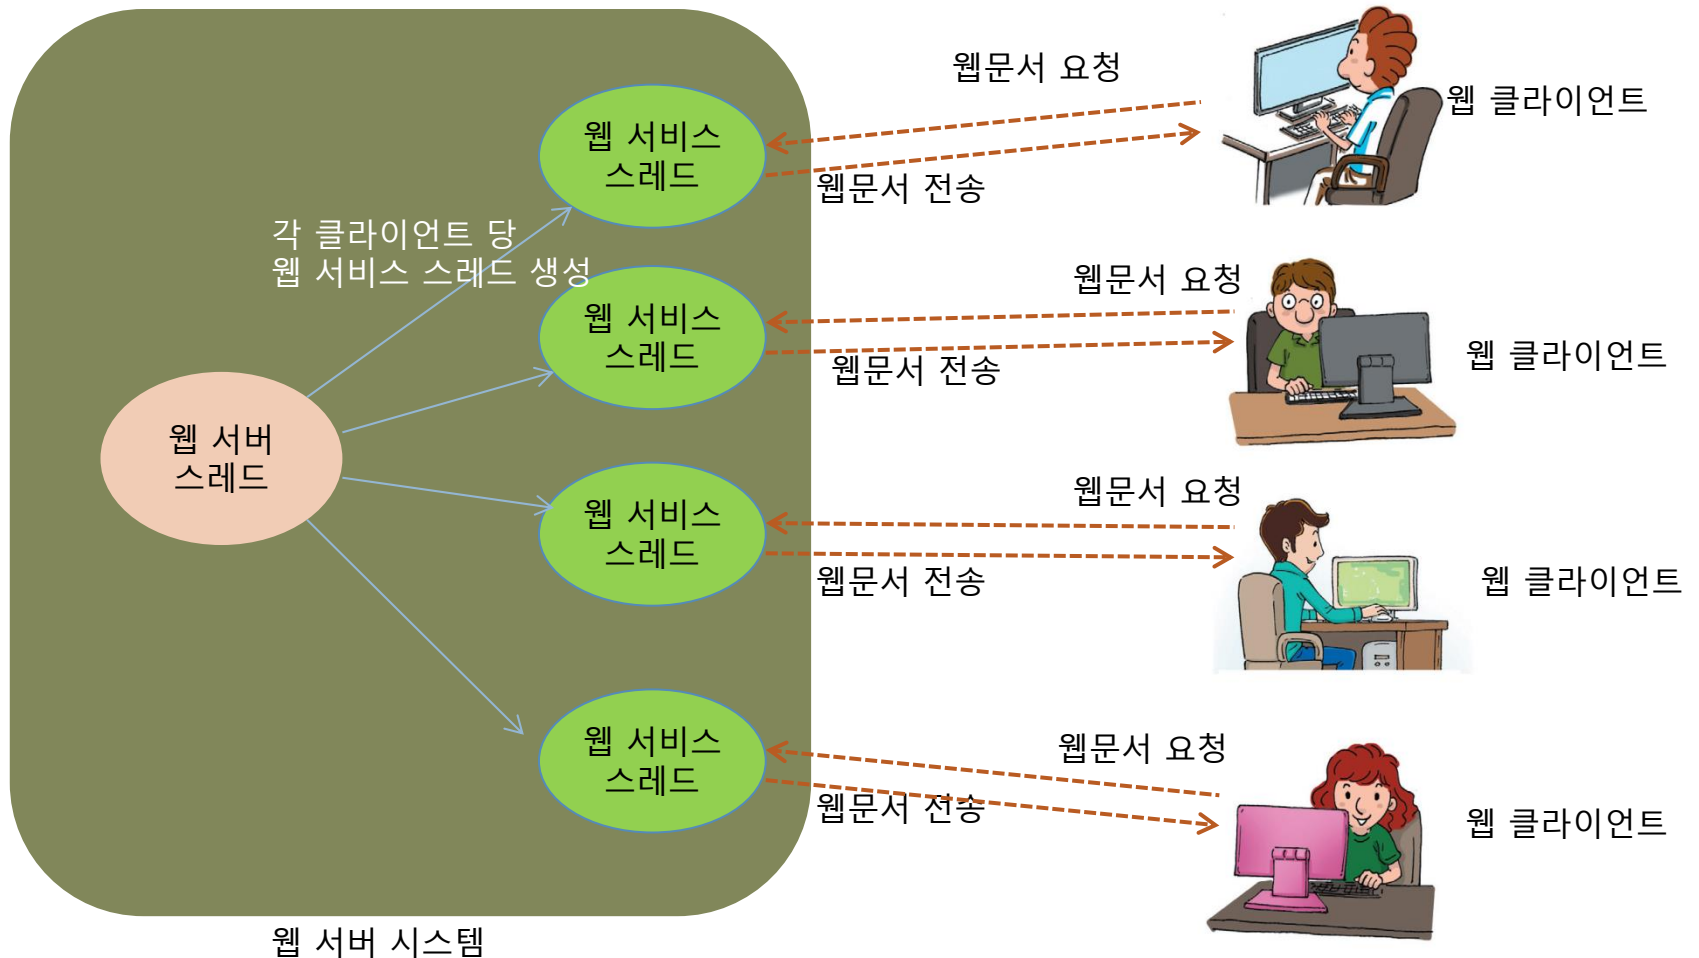 웹문서 요청
웹 클라이언트
웹 서비스
스레드
웹문서 전송
각 클라이언트 당
웹 서비스 스레드 생성
웹문서 요청
웹 서비스
스레드
웹문서 전송
웹 클라이언트
웹 서버
스레드
웹문서 요청
웹 서비스
스레드
웹문서 전송
웹 클라이언트
웹문서 요청
웹 서비스
스레드
웹문서 전송
웹 클라이언트
웹 서버 시스템